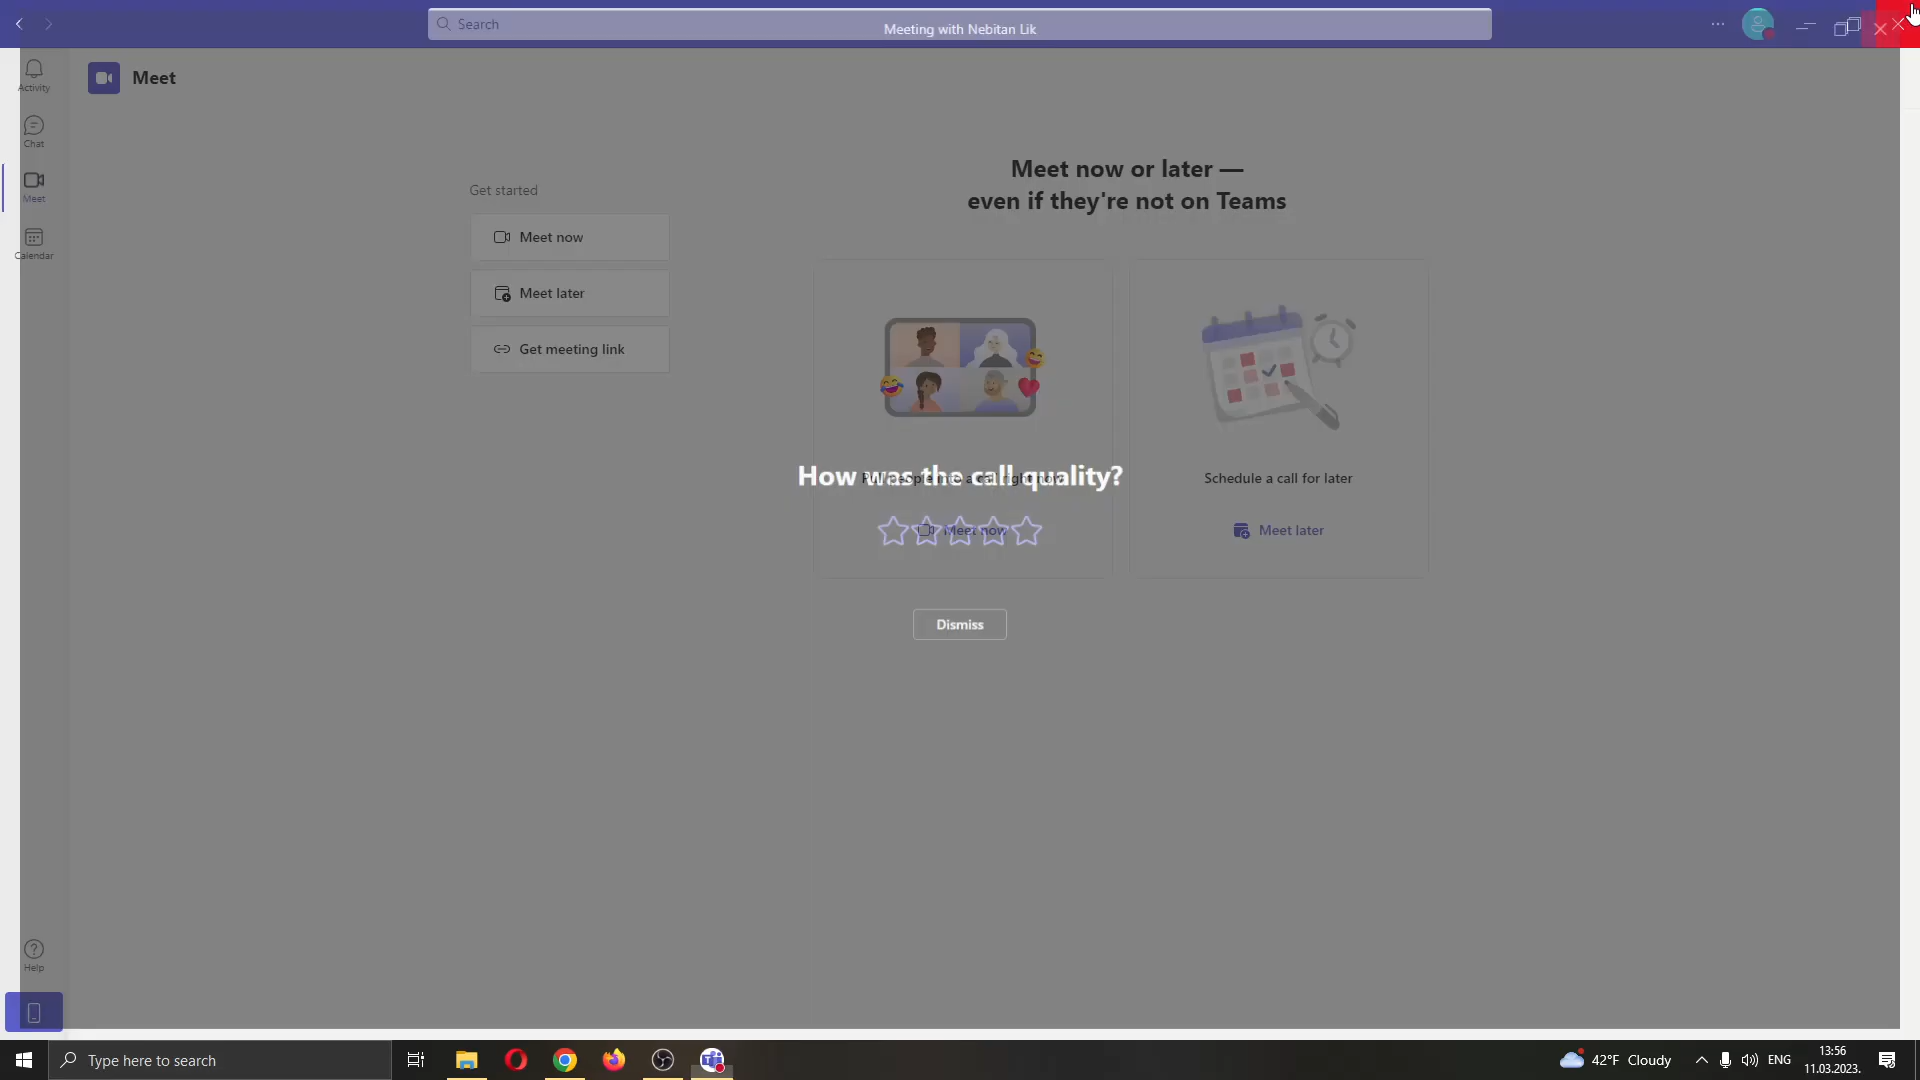 Search
Meeting with Nebitan Lik
Activity
Meet
Chat
Meet
Calendar
Get started
Meet now
Meet later
Get meeting link
Meet now or later —
even if they're not on Teams
How was the call quality?
Meet now
Schedule a call for later
Meet later
Dismiss
Help
Type here to search
42°F Cloudy
ENG
13:56
11.03.2023.